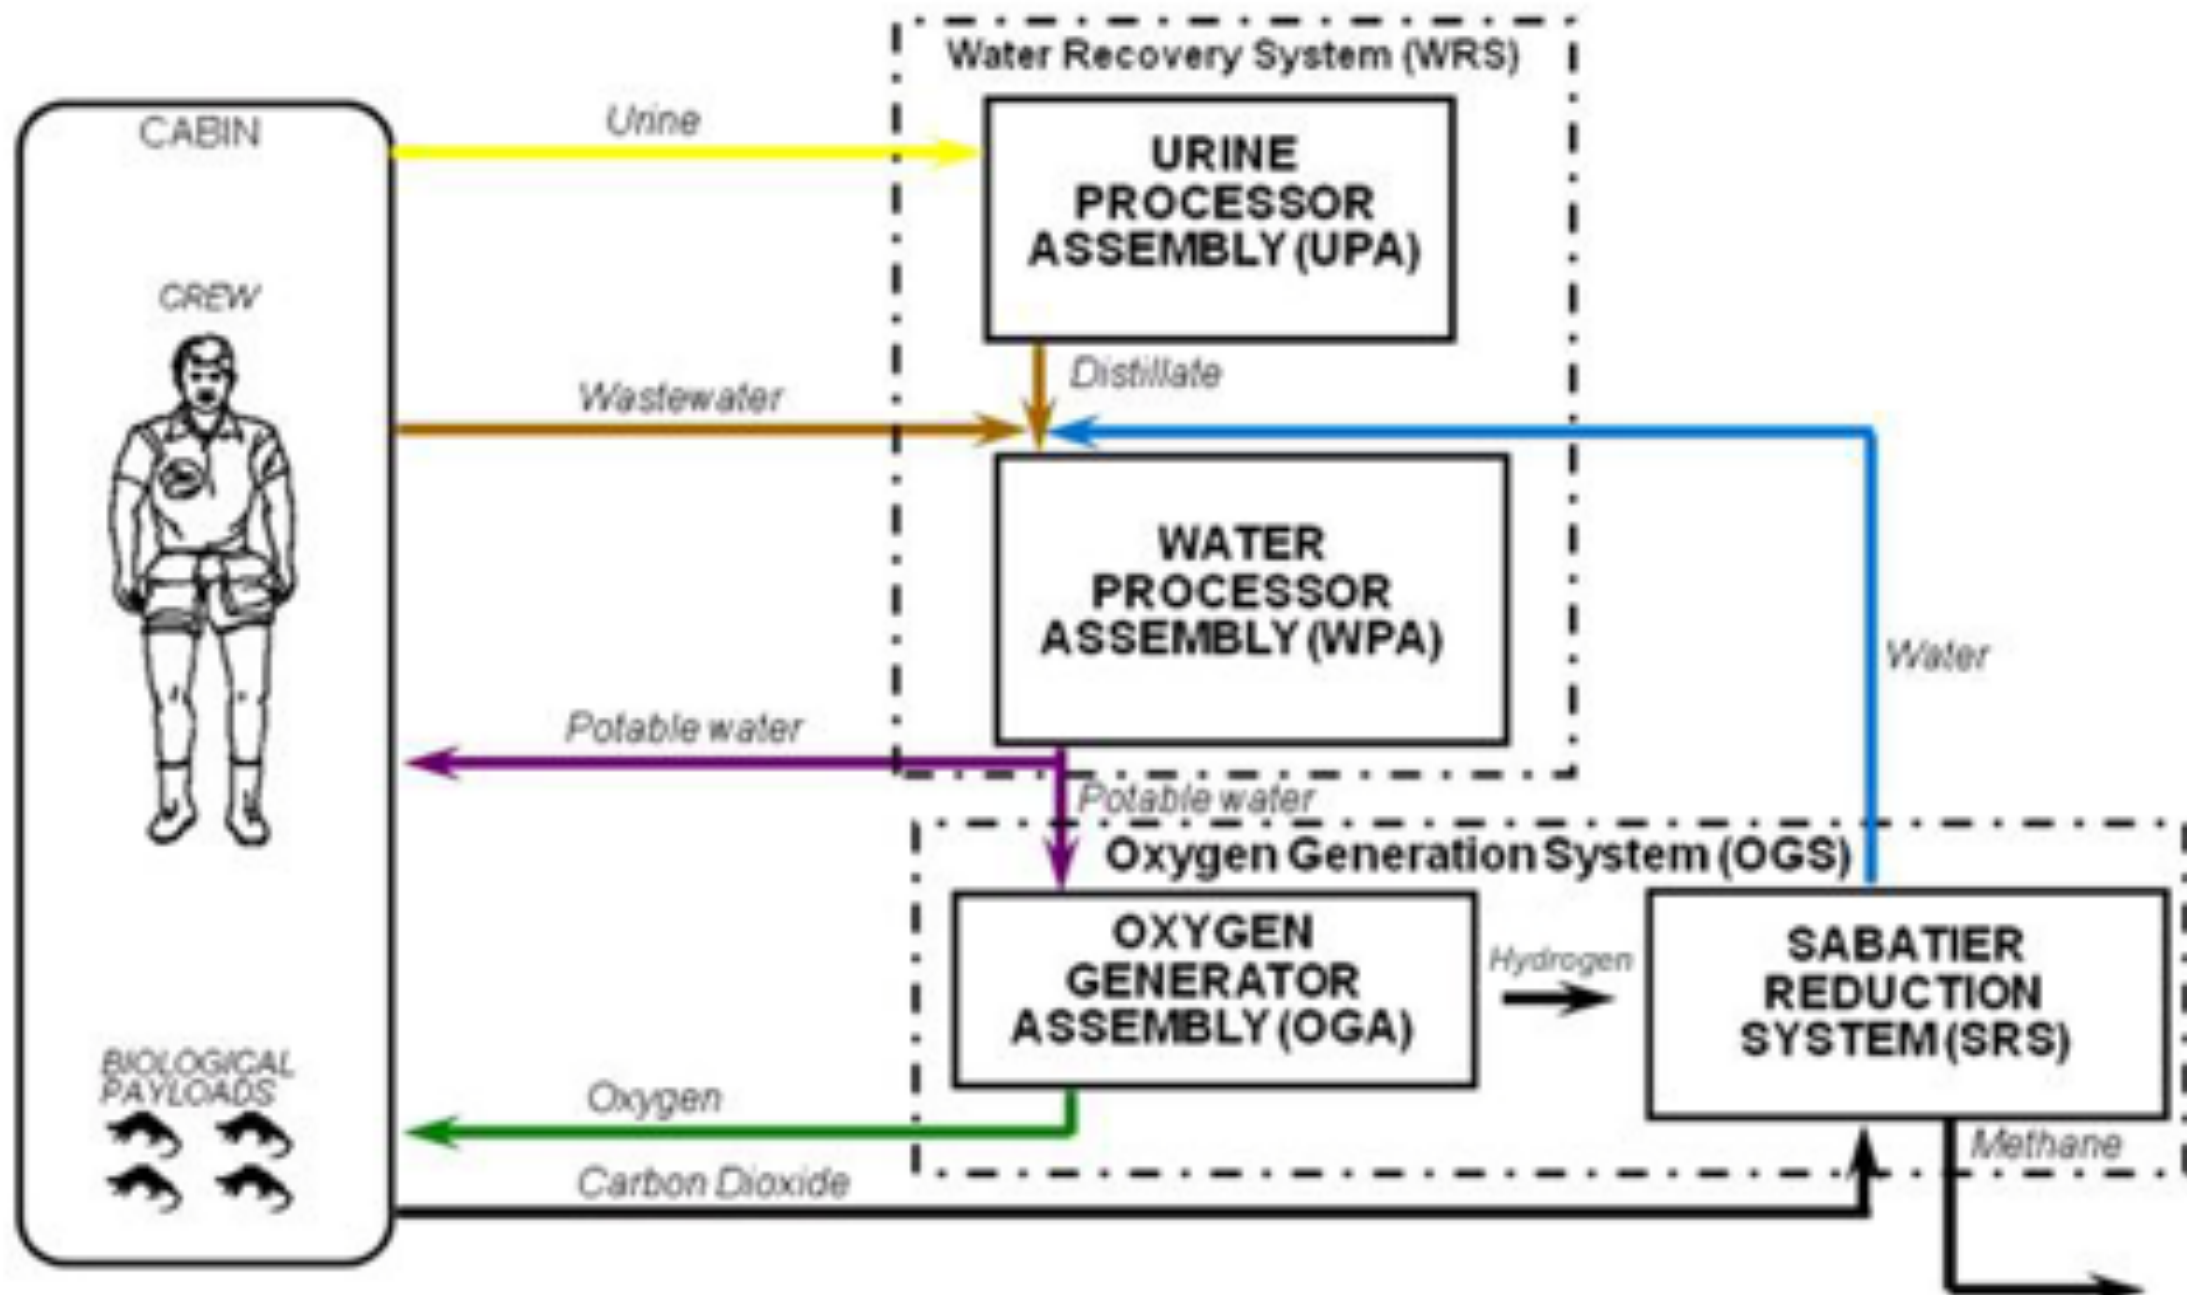 Water Recovery System (WRS)
CABIN
Urine
URINE
PROCESSOR
ASSEMBLY (UPA)
CREW
Distillate
Wastewater
WATER
PROCESSOR
ASSEMBLY (WPA)
Water
Potable water
Potable water
Oxygen Generation System (OGS)
OXYGEN
GENERATOR
ASSEMBLY (OGA)
Hydrogen
SABATIER
REDUCTION
SYSTEM (SRS)
BIOLOGICAL
PAYLOADS
Oxygen
Methane
Carbon Dioxide